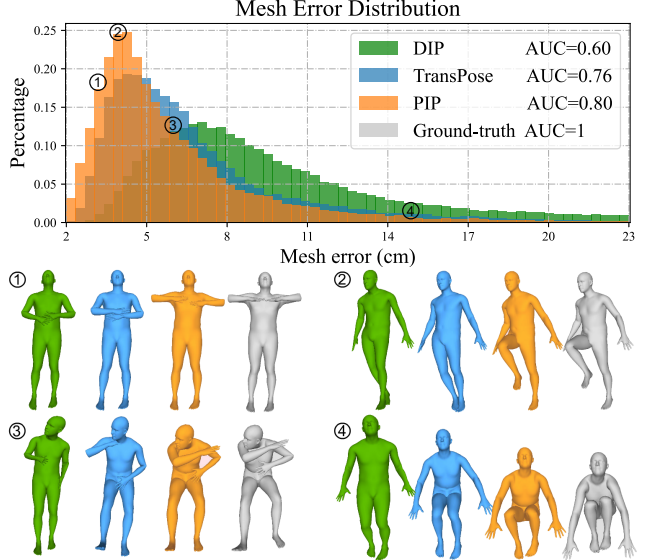 Mesh Error Distribution
Percentage
0.25
0.20
0.15
0.10
0.05
0.00
① ② ③ ④
DIP AUC=0.60
TransPose AUC=0.76
PIP AUC=0.80
Ground-truth AUC=1
2 5 8 11 14 17 20 23
Mesh error (cm)
① ②
③ ④